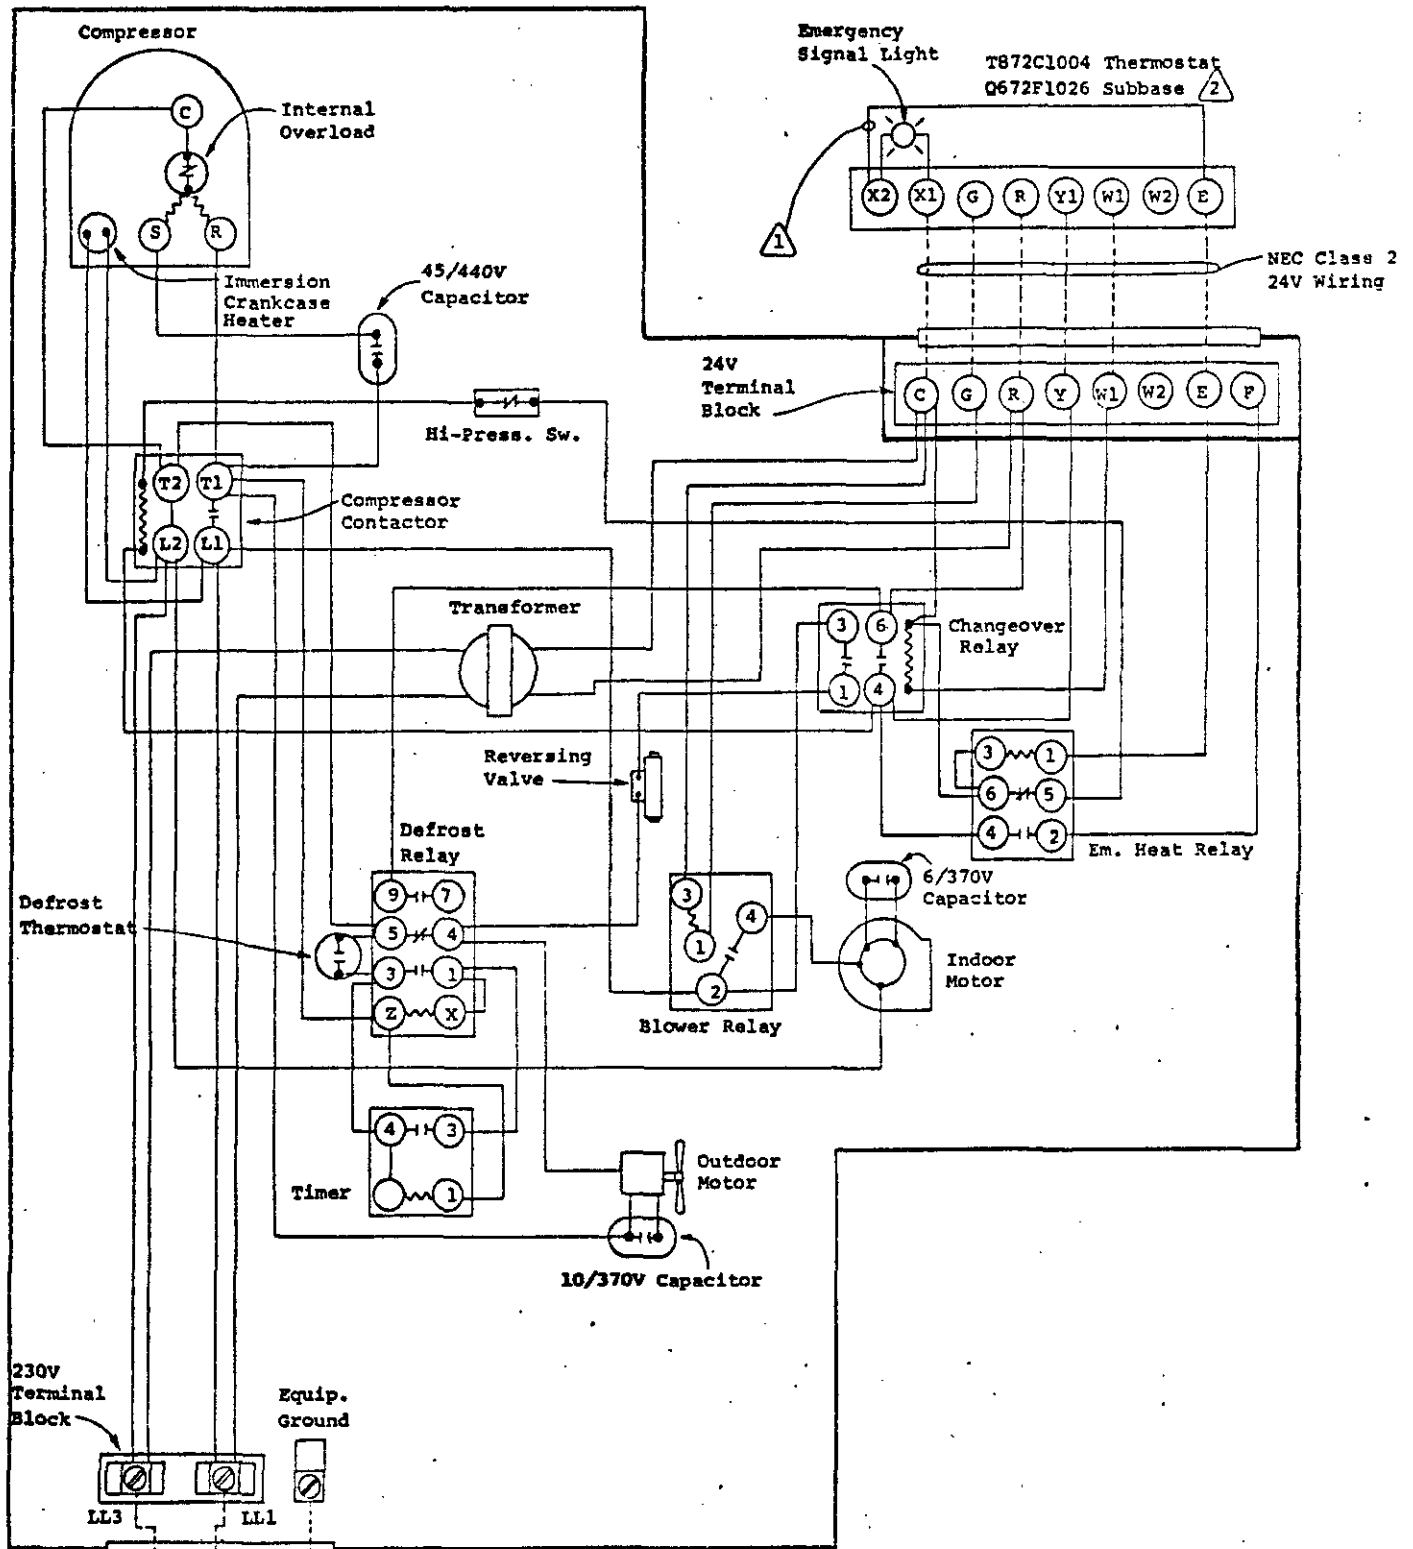 Compressor
C
Internal
Overload
S
R
Immersion
Crankcase
Heater
45/440V
Capacitor
Emergency
Signal Light
T872C1004 Thermostat
Q672F1026 Subbase
2
1
X2 X1 G R Y1 W1 W2 E
NEC Class 2
24V Wiring
24V
Terminal
Block
C G R Y W1 W2 E F
Hi-Press. Sw.
T2 T1
L2 L1
Compressor
Contactor
Transformer
3 6
1 4
Changeover
Relay
Reversing
Valve
3 1
6 5
4 2
Em. Heat Relay
Defrost
Relay
9 7
5 4
3 1
Z X
Defrost
Thermostat
3
4
1
2
Blower Relay
6/370V
Capacitor
Indoor
Motor
4 3
1
Timer
Outdoor
Motor
10/370V Capacitor
230V
Terminal
Block
Equip.
Ground
LL3
LL1